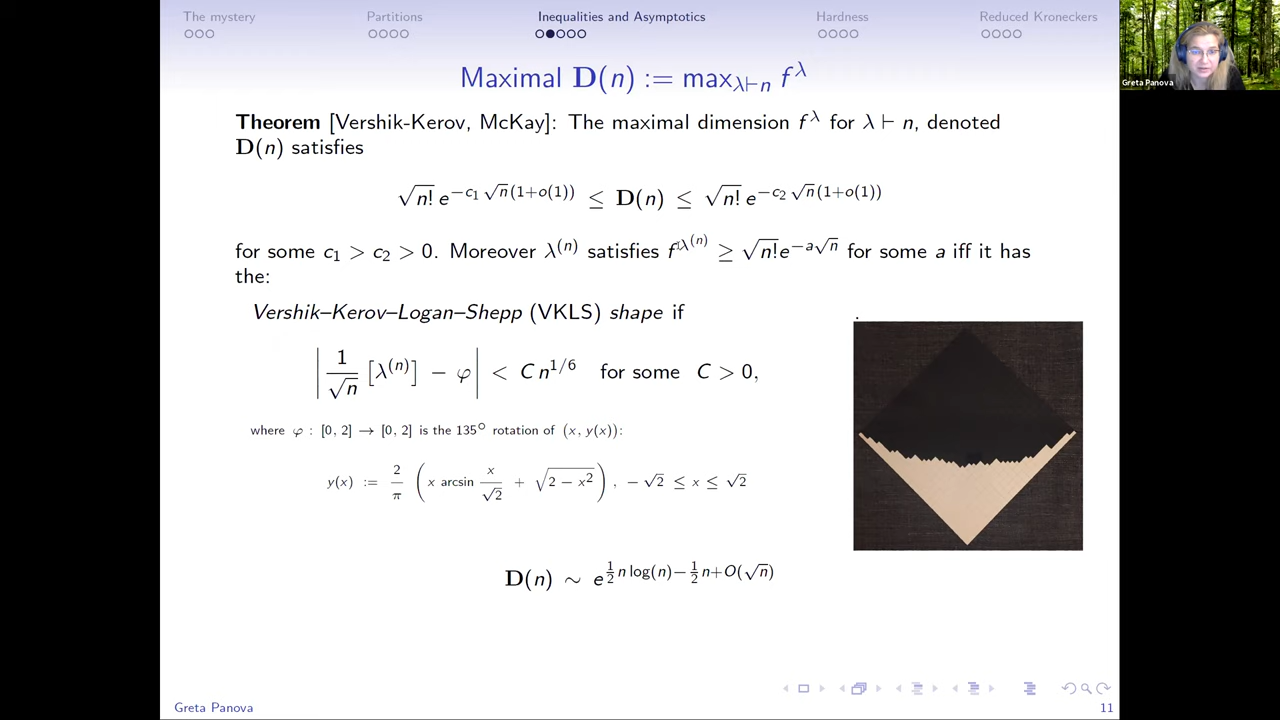 The mystery Partitions Inequalities and Asymptotics Hardness Reduced Kroneckers
Greta Panova
Maximal D(n) := max_{λ⊢n} f^λ
Theorem [Vershik-Kerov, McKay]: The maximal dimension f^λ for λ ⊢ n, denoted
D(n) satisfies
√n! e^{−c₁ √n(1+o(1))} ≤ D(n) ≤ √n! e^{−c₂ √n(1+o(1))}
for some c₁ > c₂ > 0. Moreover λ^{(n)} satisfies f^{λ^{(n)}} ≥ √n!e^{−a√n} for some a iff it has
the:
Vershik–Kerov–Logan–Shepp (VKLS) shape if
| 1/√n [λ^{(n)}] − φ | < C n^{1/6} for some C > 0,
where φ : [0, 2] → [0, 2] is the 135° rotation of (x, y(x)):
y(x) := 2/π ( x arcsin x/√2 + √(2 − x²) ) , − √2 ≤ x ≤ √2
D(n) ∼ e^{½ n log(n)−½ n+O(√n)}
Greta Panova 11